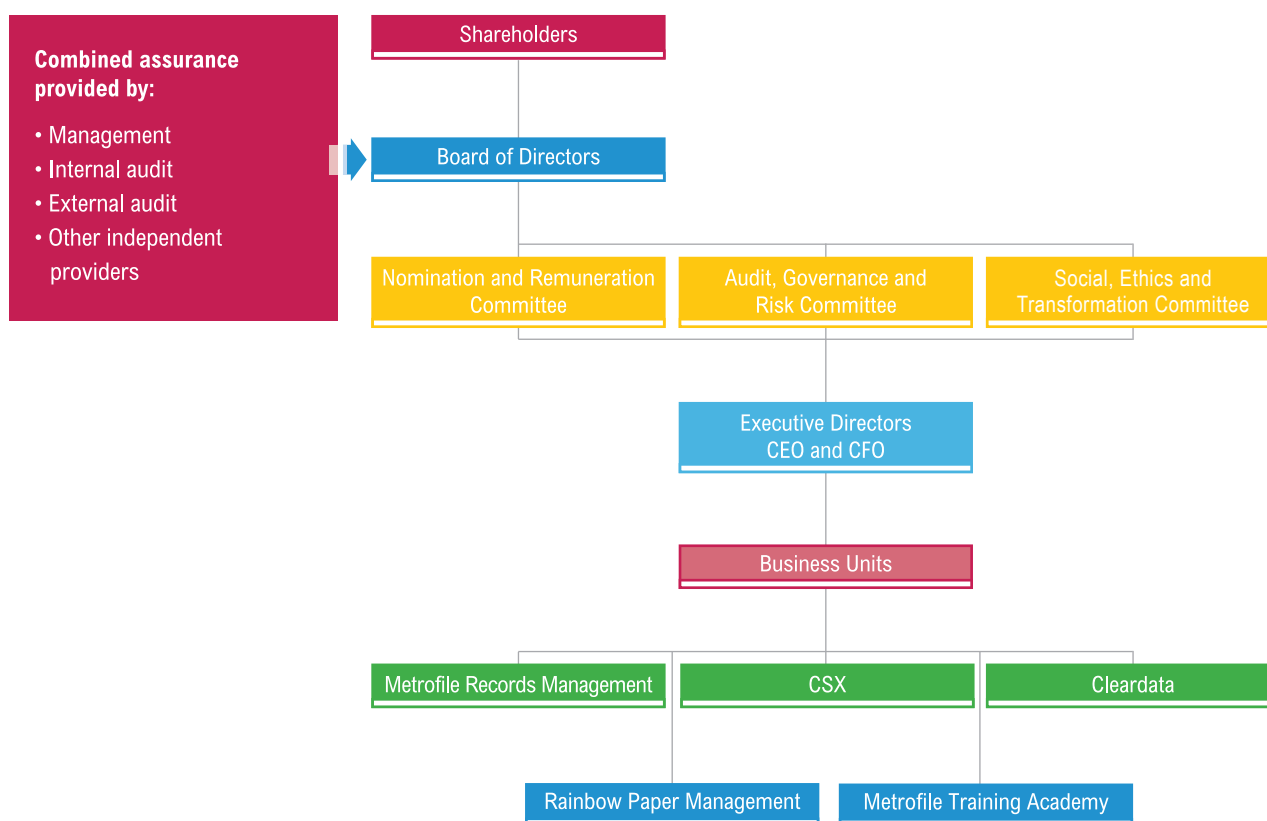 Combined assurance
provided by:
• Management
• Internal audit
• External audit
• Other independent
providers
Shareholders
Board of Directors
Nomination and Remuneration
Committee
Audit, Governance and
Risk Committee
Social, Ethics and
Transformation Committee
Executive Directors
CEO and CFO
Business Units
Metrofile Records Management
CSX
Cleardata
Rainbow Paper Management
Metrofile Training Academy